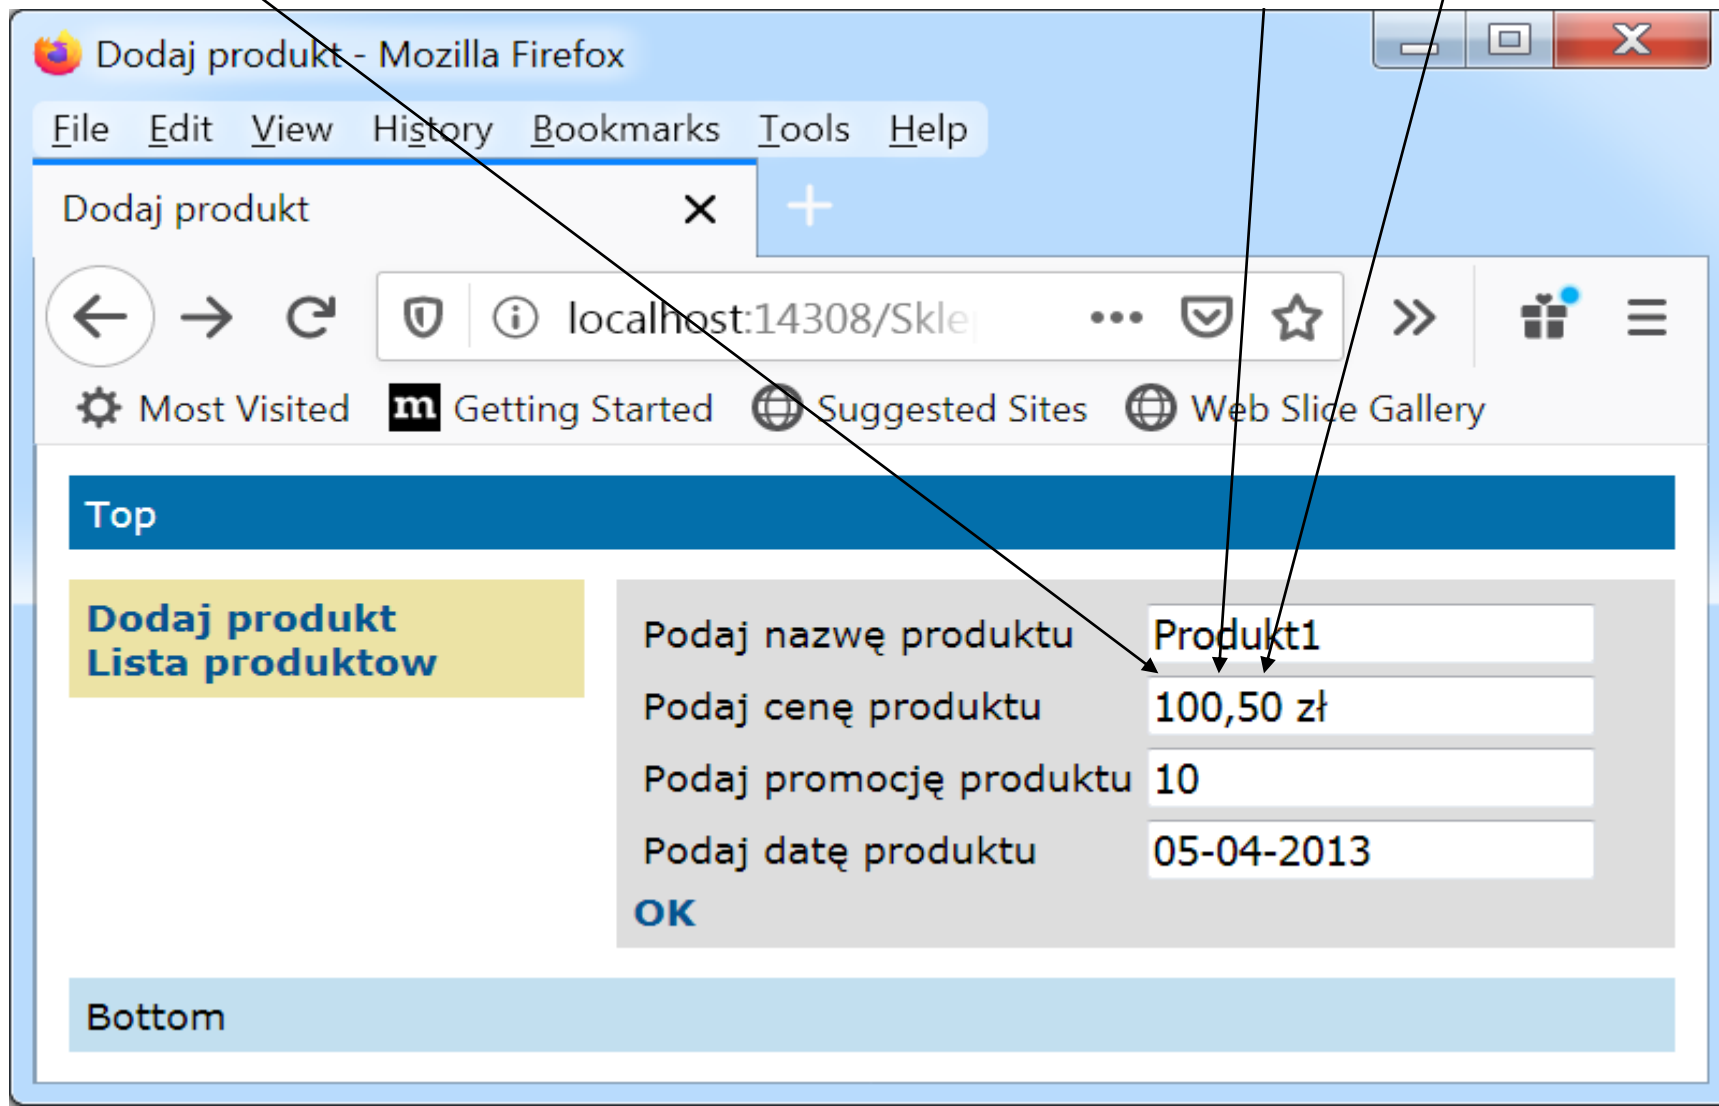 Dodaj produkt - Mozilla Firefox
File Edit View History Bookmarks Tools Help
Dodaj produkt
localhost:14308/Skle
Most Visited m Getting Started Suggested Sites Web Slice Gallery
Top
Dodaj produkt
Lista produktow
Podaj nazwę produktu Produkt1
Podaj cenę produktu 100,50 zł
Podaj promocję produktu 10
Podaj datę produktu 05-04-2013
OK
Bottom